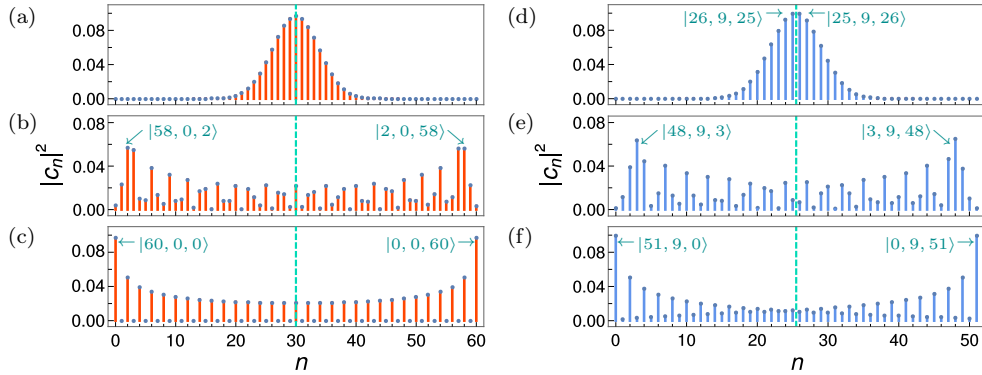 (a)
0.08
0.04
0.00
(b)
|58, 0, 2⟩
|2, 0, 58⟩
0.08
0.04
0.00
|c_n|^2
(c)
|60, 0, 0⟩
|0, 0, 60⟩
0.08
0.04
0.00
0 10 20 30 40 50 60
n
(d)
|26, 9, 25⟩
|25, 9, 26⟩
0.08
0.04
0.00
(e)
|48, 9, 3⟩
|3, 9, 48⟩
0.08
0.04
0.00
|c_n|^2
(f)
|51, 9, 0⟩
|0, 9, 51⟩
0.08
0.04
0.00
0 10 20 30 40 50
n